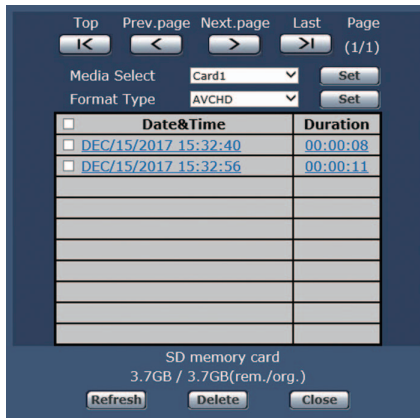 Top Prev.page Next.page Last Page
(1/1)
Media Select Card1 Set
Format Type AVCHD Set
Date&Time Duration
DEC/15/2017 15:32:40 00:00:08
DEC/15/2017 15:32:56 00:00:11
SD memory card
3.7GB / 3.7GB(rem./org.)
Refresh Delete Close